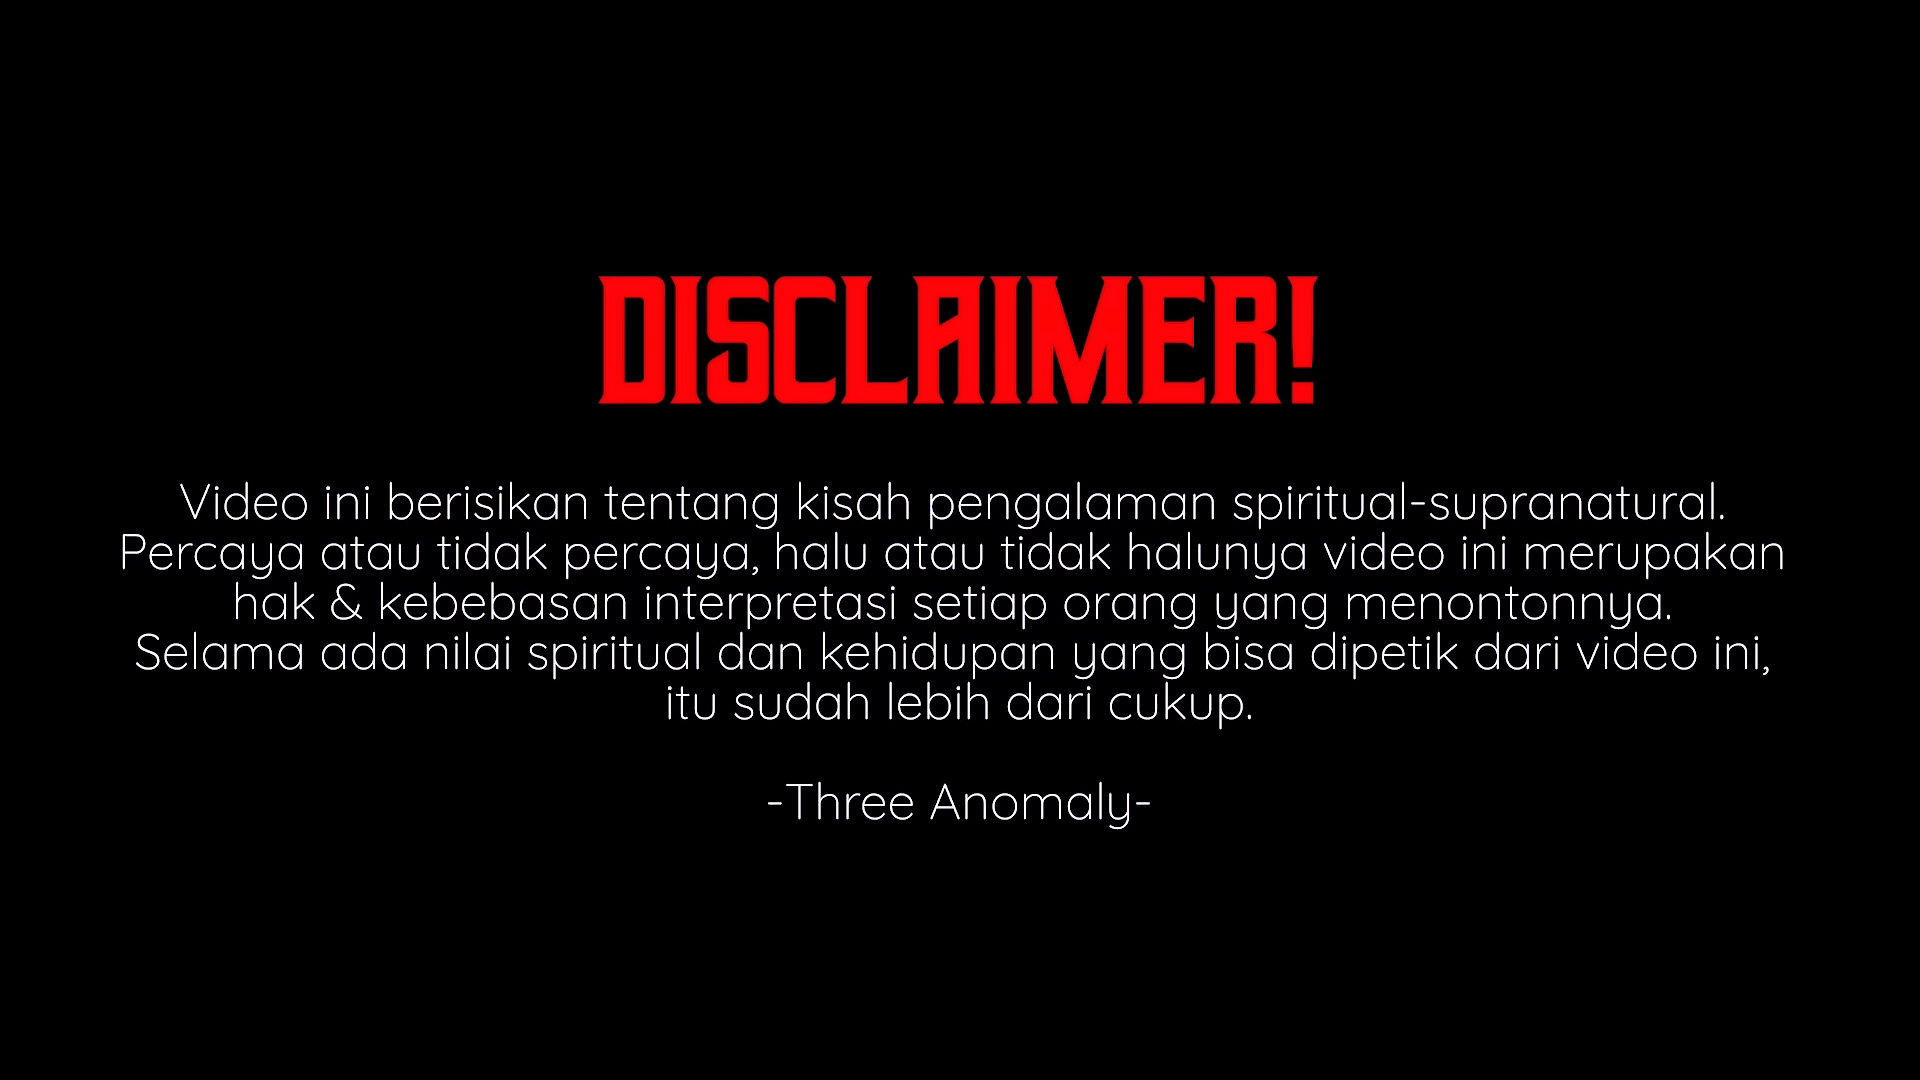 DISCLAIMER!
Video ini berisikan tentang kisah pengalaman spiritual-supranatural.
Percaya atau tidak percaya, halu atau tidak halunya video ini merupakan
hak & kebebasan interpretasi setiap orang yang menontonnya.
Selama ada nilai spiritual dan kehidupan yang bisa dipetik dari video ini,
itu sudah lebih dari cukup.
-Three Anomaly-